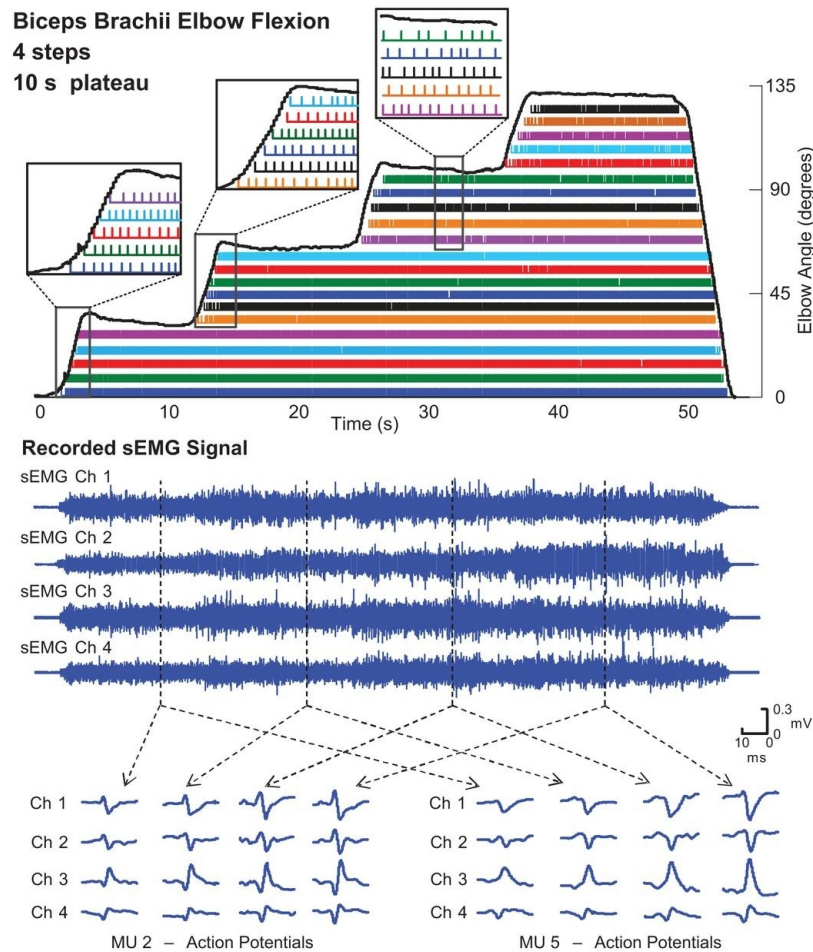 Biceps Brachii Elbow Flexion
4 steps
10 s plateau
135
90
45
0
Elbow Angle (degrees)
0 10 20 30 40 50
Time (s)
Recorded sEMG Signal
sEMG Ch 1
sEMG Ch 2
sEMG Ch 3
sEMG Ch 4
0.3
mV
0
10 0
ms
Ch 1 Ch 1
Ch 2 Ch 2
Ch 3 Ch 3
Ch 4 Ch 4
MU 2 – Action Potentials MU 5 – Action Potentials